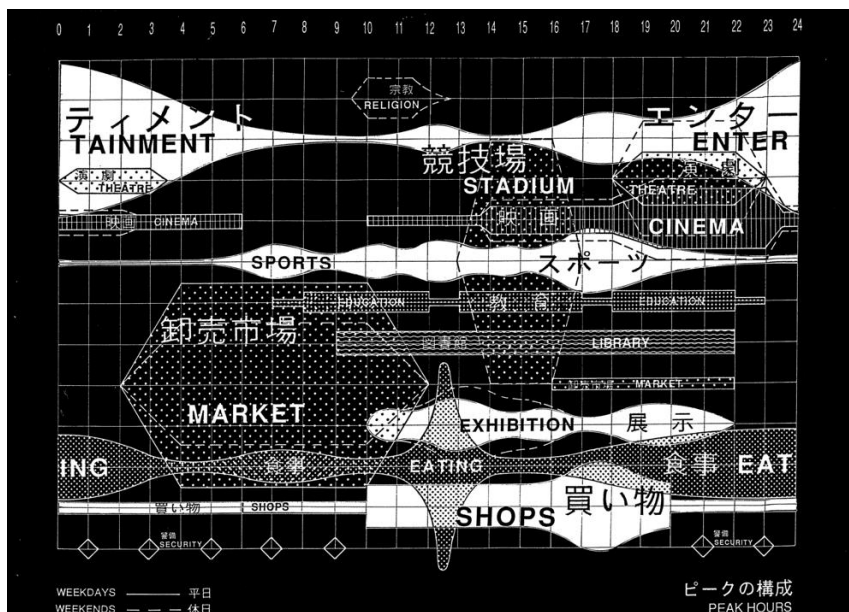 0 1 2 3 4 5 6 7 8 9 10 11 12 13 14 15 16 17 18 19 20 21 22 23 24
宗教
RELIGION
ティメント
TAINMENT
エンター
ENTER
競技場
STADIUM
演劇
THEATRE
演劇
THEATRE
映画 CINEMA
映画
CINEMA
SPORTS
スポーツ
EDUCATION
教育
EDUCATION
卸売市場
MARKET
図書館
LIBRARY
卸売市場 MARKET
EXHIBITION
展示
ING
食事
EATING
食事
EAT
買い物
SHOPS
買い物
SHOPS
警備
SECURITY
警備
SECURITY
WEEKDAYS 平日
WEEKENDS 休日
ピークの構成
PEAK HOURS